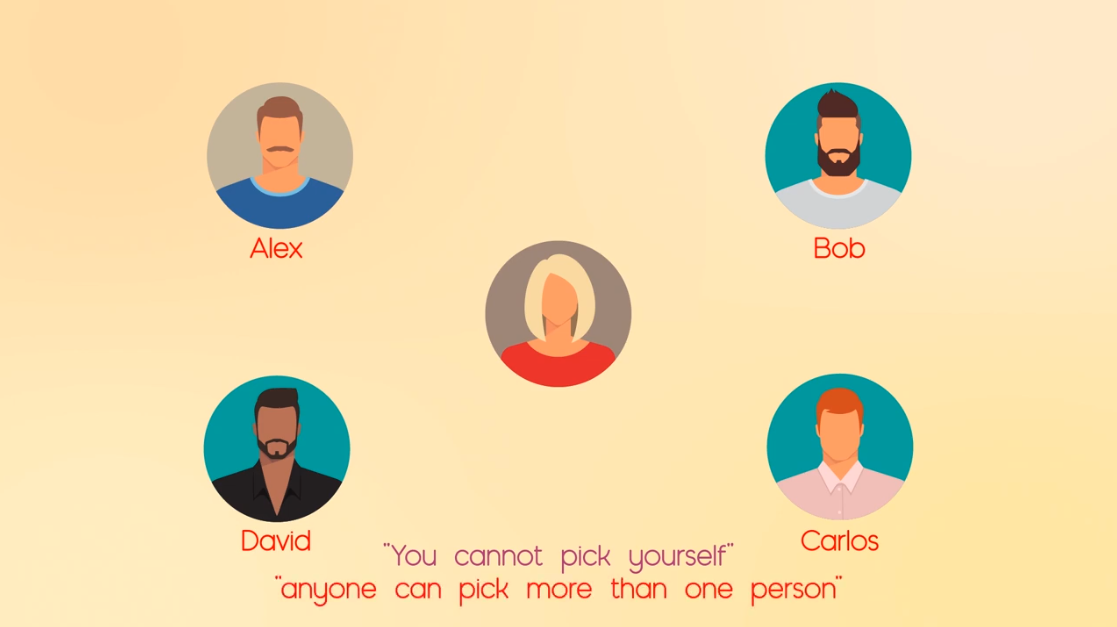 Alex
Bob
David
Carlos
"You cannot pick yourself"
"anyone can pick more than one person"